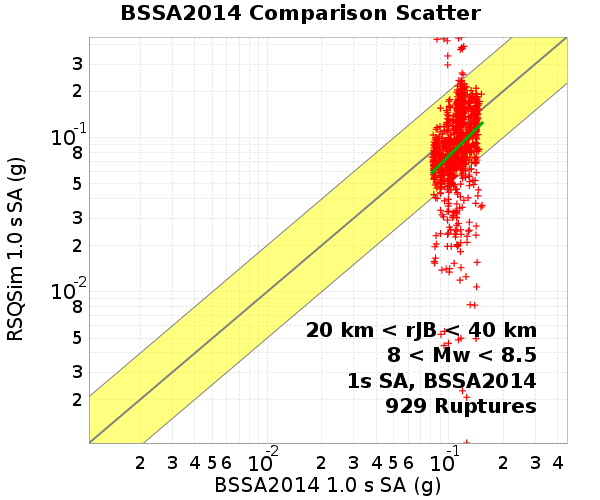 BSSA2014 Comparison Scatter
RSQSim 1.0 s SA (g)
3
2
10-1
8
5
3
2
10-2
8
5
3
2
20 km < rJB < 40 km
8 < Mw < 8.5
1s SA, BSSA2014
929 Ruptures
2 3 4 5 6 10-2 2 3 4 5 6 10-1 2 3 4
BSSA2014 1.0 s SA (g)